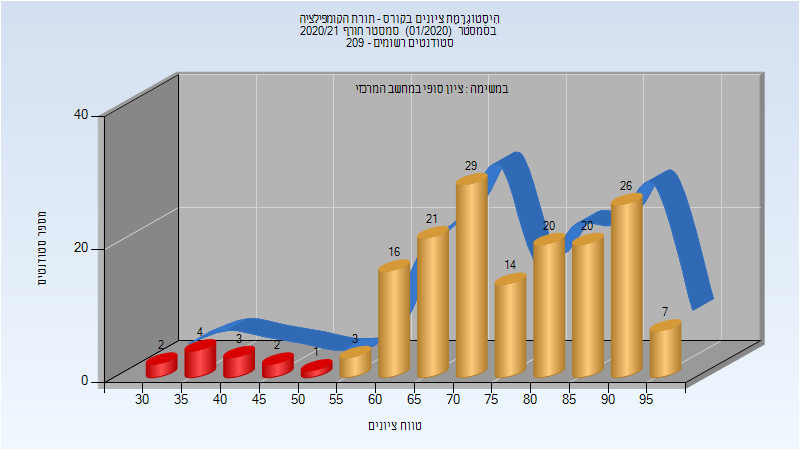 היסטוגרמת ציונים בקורס - תורת הקומפילציה
בסמסטר (01/2020) סמסטר חורף 2020/21
סטודנטים רשומים - 209
במשימה : ציון סופי במחשב המרכזי
מספר סטודנטים
40
20
0
2
4
3
2
1
3
16
21
29
14
20
20
26
7
30 35 40 45 50 55 60 65 70 75 80 85 90 95
טווח ציונים